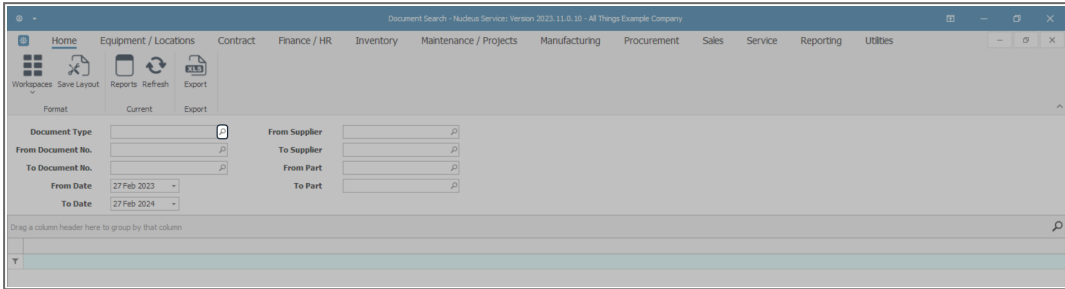 Document Search - Nucleus Service: Version 2023.11.0.10 - All Things Example Company
Home Equipment / Locations Contract Finance / HR Inventory Maintenance / Projects Manufacturing Procurement Sales Service Reporting Utilities
XLS
Workspaces Save Layout Reports Refresh Export
Format Current Export
Document Type From Supplier
From Document No. To Supplier
To Document No. From Part
From Date 27 Feb 2023 To Part
To Date 27 Feb 2024
Drag a column header here to group by that column